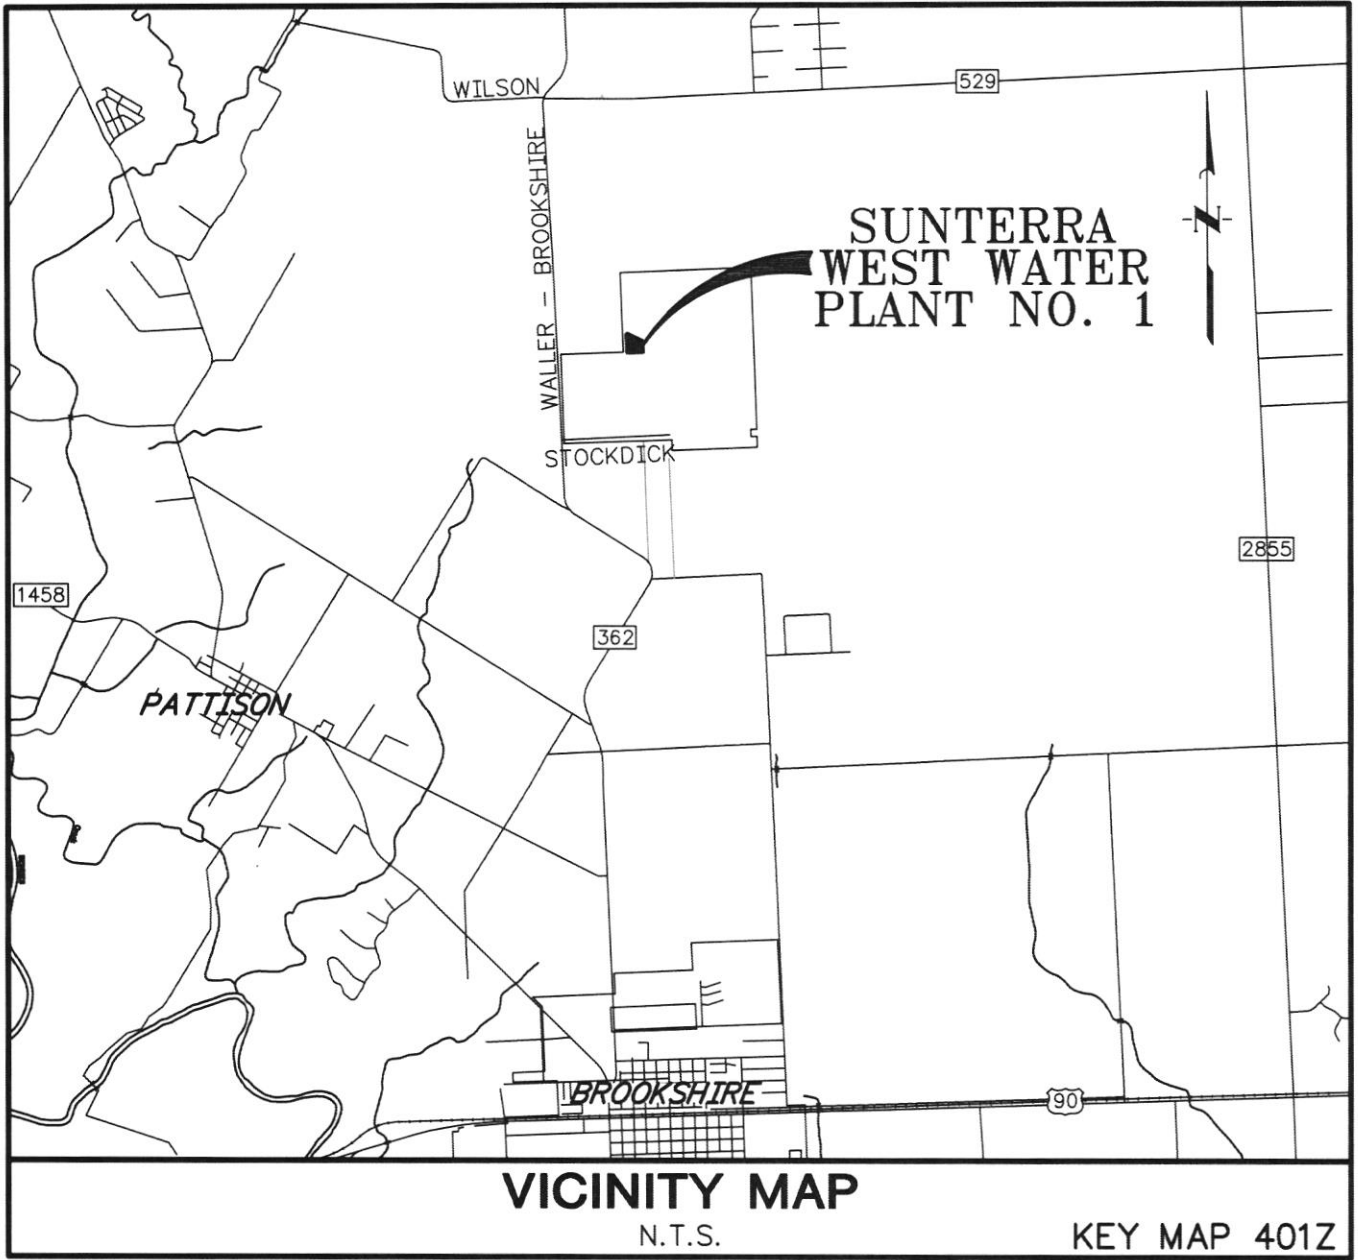 WILSON
529
WALLER - BROOKSHIRE
SUNTERRA
WEST WATER
PLANT NO. 1
N
STOCKDICK
2855
1458
362
PATTISON
BROOKSHIRE
90
VICINITY MAP
N.T.S.
KEY MAP 401Z